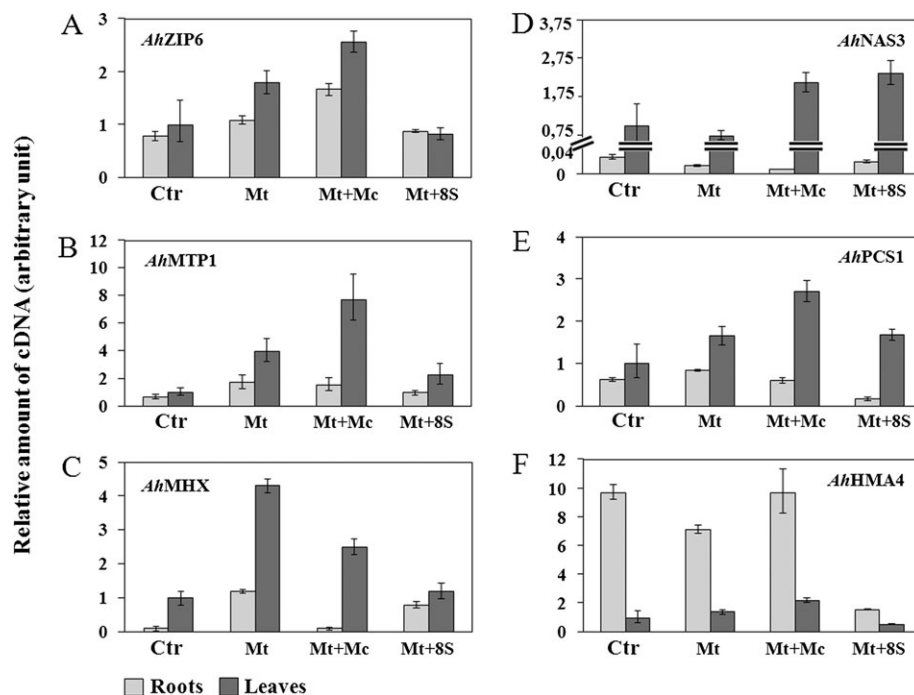 Relative amount of cDNA (arbitrary unit)
A
AhZIP6
3
2
1
0
Ctr Mt Mt+Mc Mt+8S
B
AhMTP1
12
10
8
6
4
2
0
Ctr Mt Mt+Mc Mt+8S
C
AhMHX
5
4
3
2
1
0
Ctr Mt Mt+Mc Mt+8S
Roots Leaves
D
AhNAS3
3,75
2,75
1,75
0,75
0,04
0
Ctr Mt Mt+Mc Mt+8S
E
AhPCS1
4
3
2
1
0
Ctr Mt Mt+Mc Mt+8S
F
AhHMA4
12
10
8
6
4
2
0
Ctr Mt Mt+Mc Mt+8S